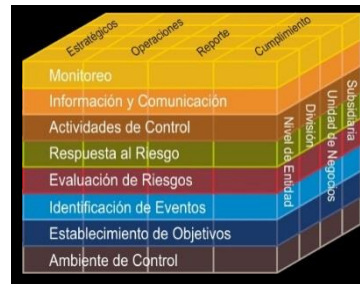 Estratégicos
Operaciones
Reporte
Cumplimiento
Monitoreo
Información y Comunicación
Actividades de Control
Respuesta al Riesgo
Evaluación de Riesgos
Identificación de Eventos
Establecimiento de Objetivos
Ambiente de Control
Nivel de Entidad
División
Unidad de Negocios
Subsidiaria